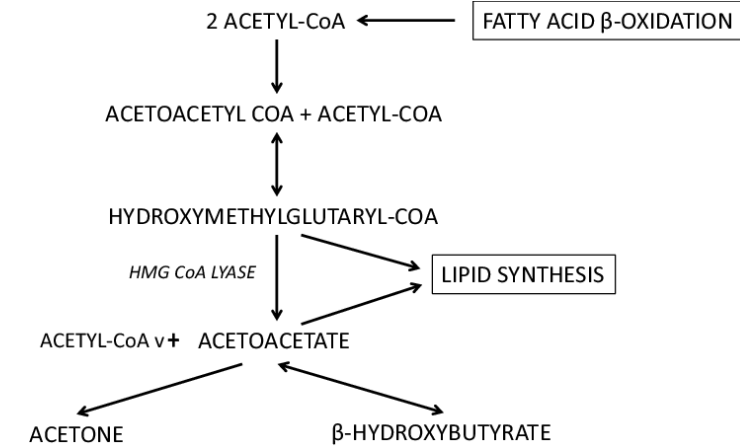 2 ACETYL-CoA
FATTY ACID β-OXIDATION
ACETOACETYL COA + ACETYL-COA
HYDROXYMETHYLGLUTARYL-COA
HMG CoA LYASE
LIPID SYNTHESIS
ACETYL-CoA v + ACETOACETATE
ACETONE
β-HYDROXYBUTYRATE